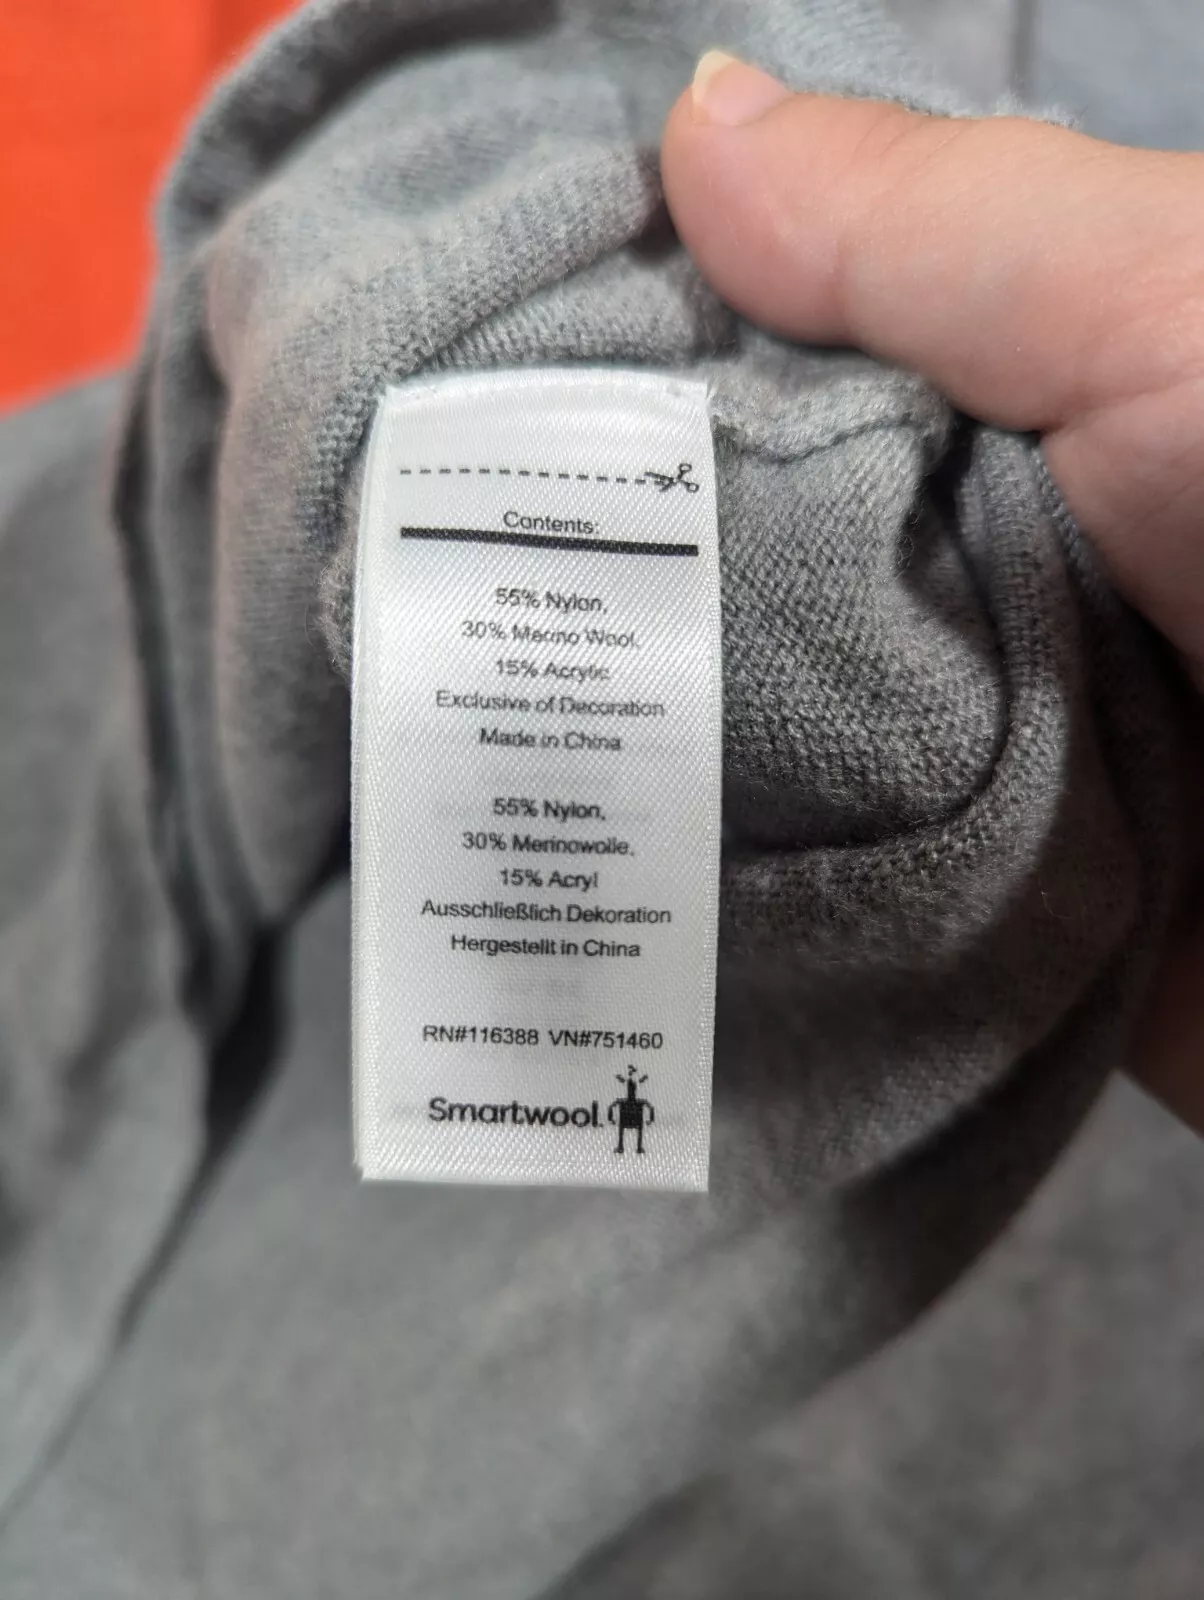 Contents:
55% Nylon,
30% Merino Wool,
15% Acrylic
Exclusive of Decoration
Made in China
55% Nylon,
30% Merinowolle,
15% Acryl
Ausschließlich Dekoration
Hergestellt in China
RN#116388 VN#751460
Smartwool.